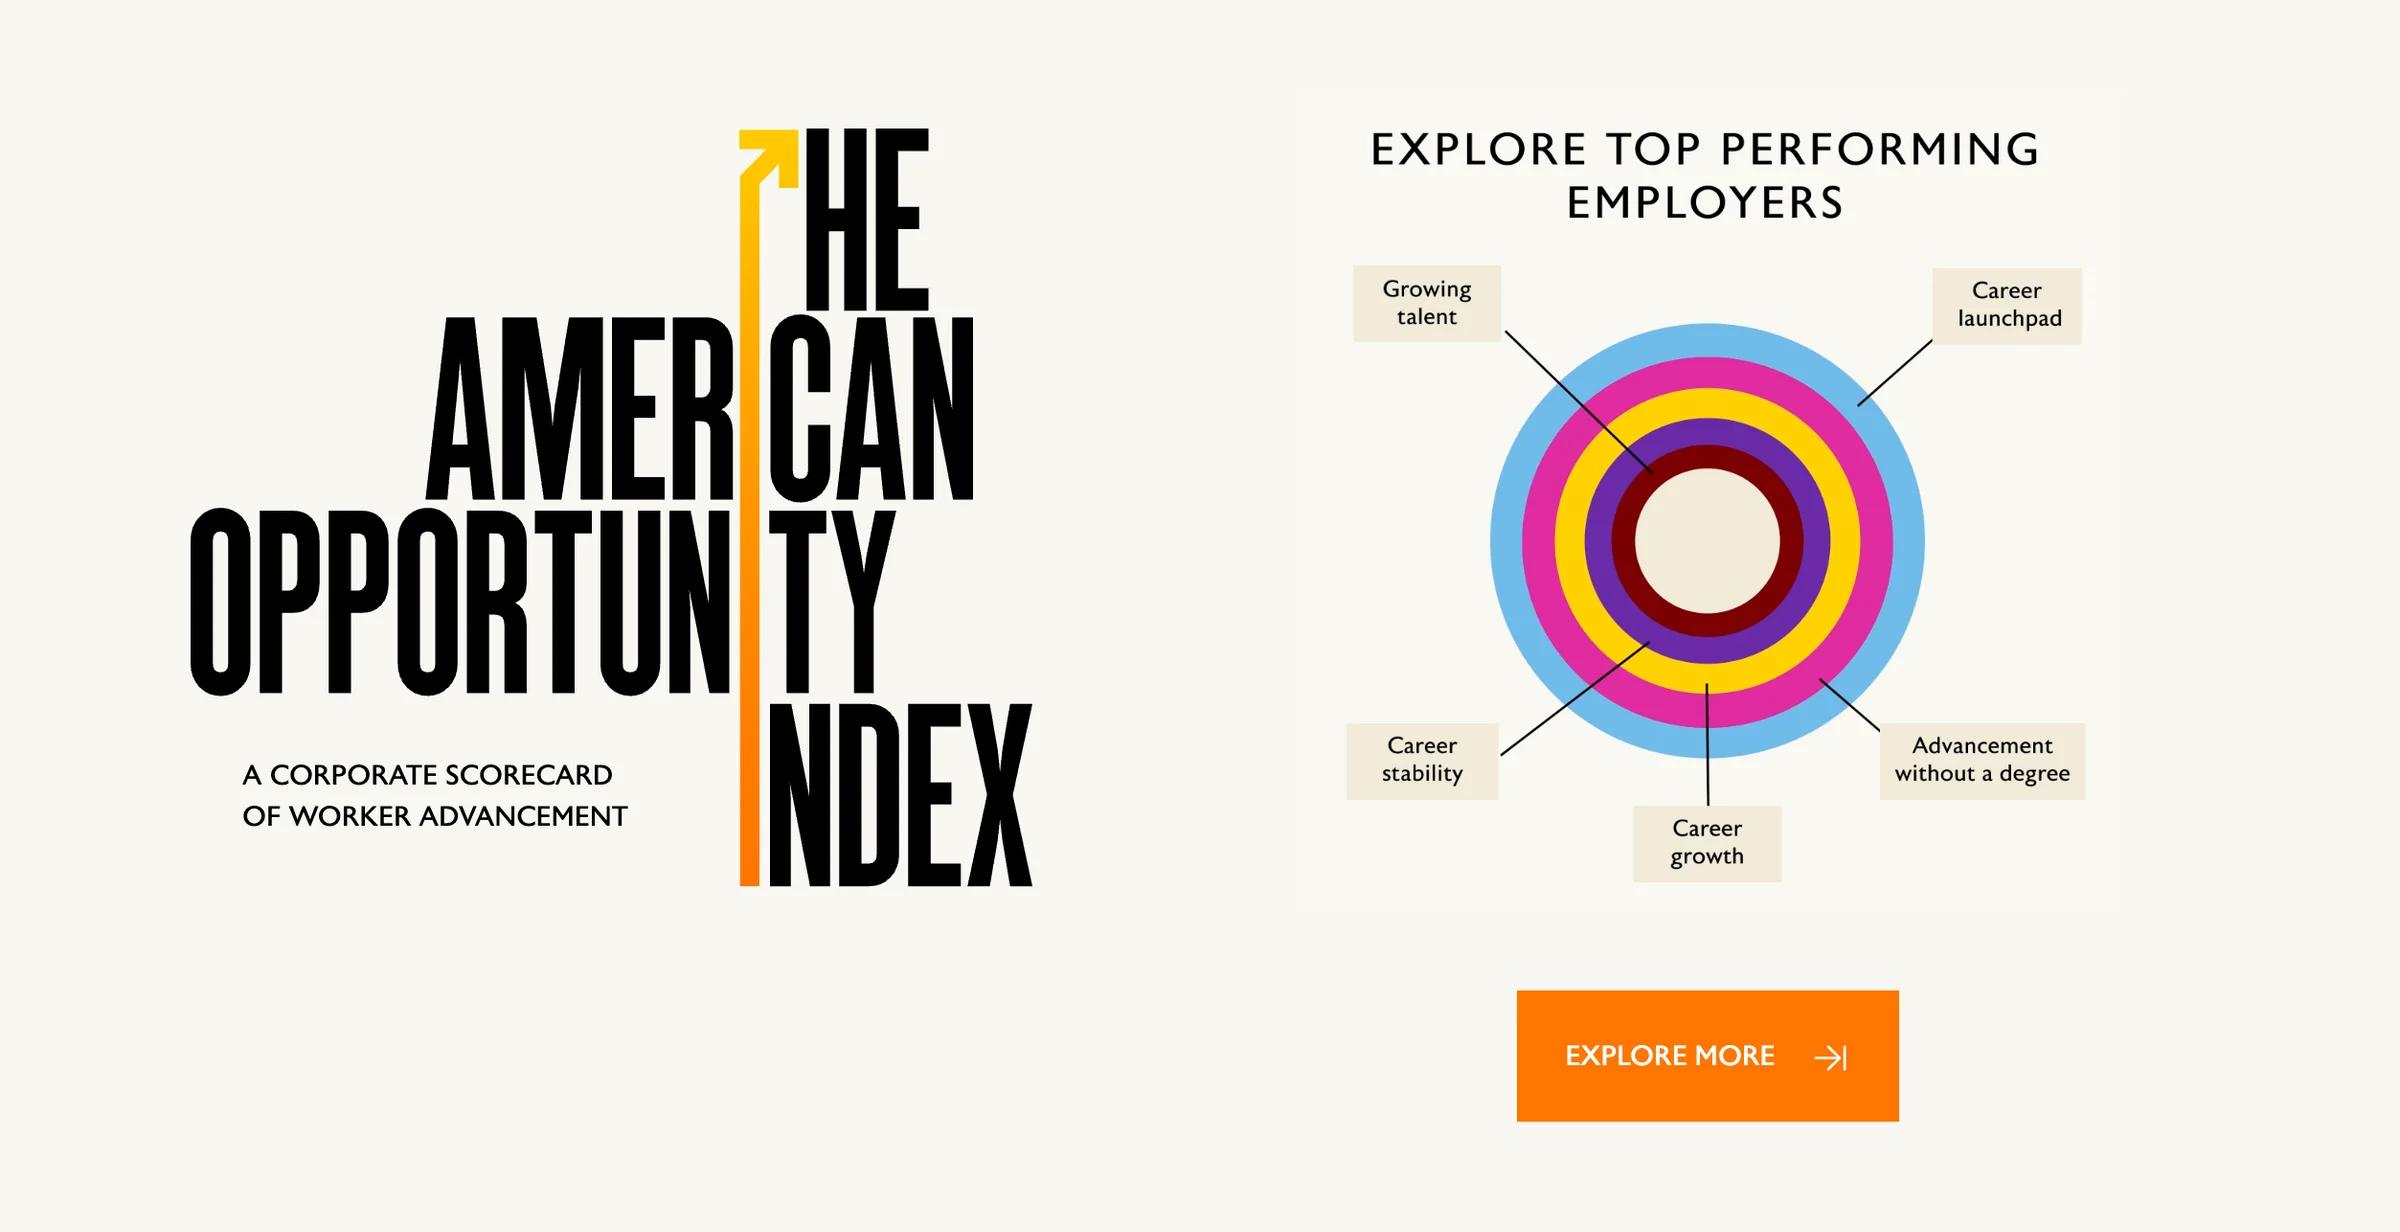 THE
AMERICAN
OPPORTUNITY
INDEX
A CORPORATE SCORECARD
OF WORKER ADVANCEMENT
EXPLORE TOP PERFORMING
EMPLOYERS
Growing
talent
Career
launchpad
Career
stability
Career
growth
Advancement
without a degree
EXPLORE MORE